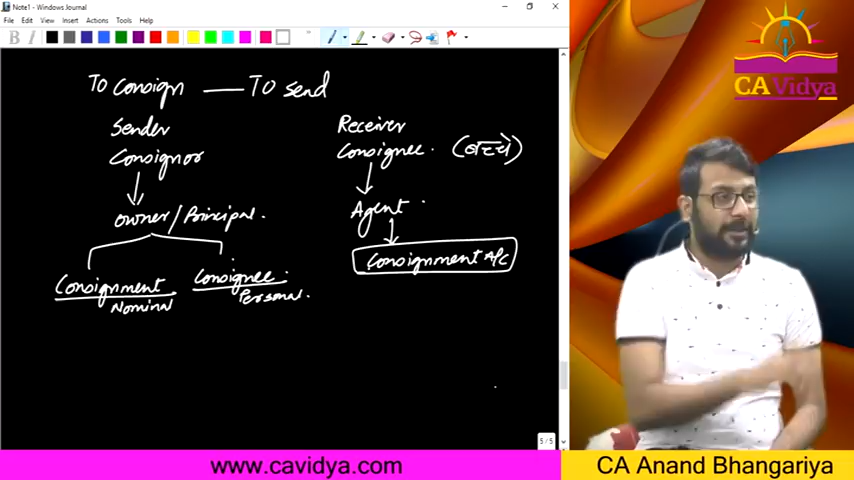 Note1 - Windows Journal
File Edit View Insert Actions Tools Help
B I
To Consign — To send
Sender
Receiver
Consignor
Consignee.
Owner/Principal.
Agent.
Consignment A/C
Consignment
Nominal
Consignee.
Personal.
5/5
CA Vidya
www.cavidya.com
CA Anand Bhangariya